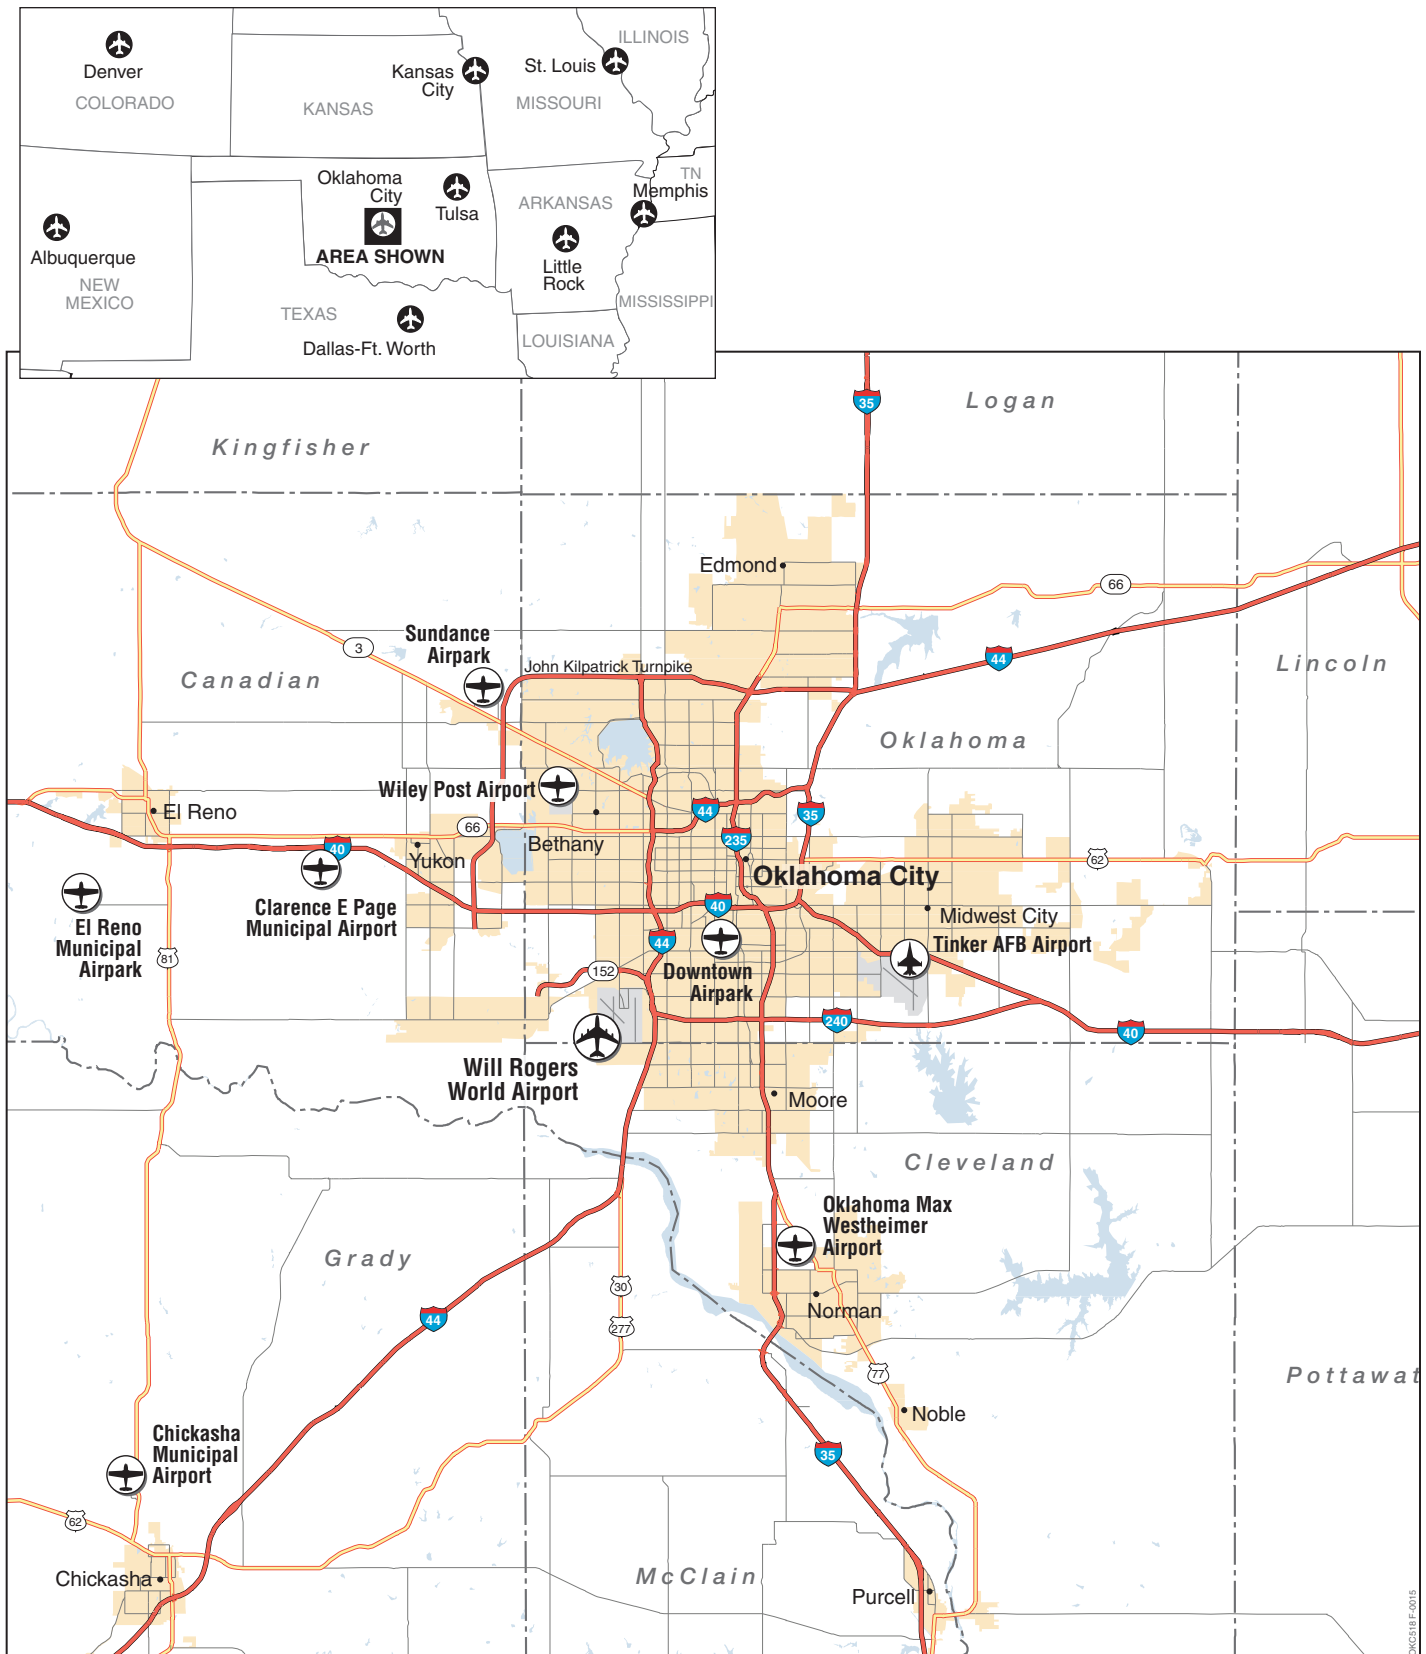 Denver
COLORADO
KANSAS
Kansas
City
St. Louis
ILLINOIS
MISSOURI
Oklahoma
City
Tulsa
AREA SHOWN
ARKANSAS
Little
Rock
TN
Memphis
Albuquerque
NEW
MEXICO
TEXAS
Dallas-Ft. Worth
LOUISIANA
MISSISSIPPI
35
Logan
Kingfisher
Edmond
66
3
Sundance
Airpark
John Kilpatrick Turnpike
44
Lincoln
Canadian
Oklahoma
Wiley Post Airport
El Reno
66
44
35
235
Bethany
40
Yukon
62
Oklahoma City
Clarence E Page
Municipal Airport
40
Midwest City
El Reno
Municipal
Airpark
81
44
Tinker AFB Airport
152
Downtown
Airpark
240
40
Will Rogers
World Airport
Moore
Cleveland
Oklahoma Max
Westheimer
Airport
Grady
30
44
277
Norman
77
Pottawat
Noble
Chickasha
Municipal
Airport
35
62
Chickasha
McClain
Purcell
OKC518 F-0015